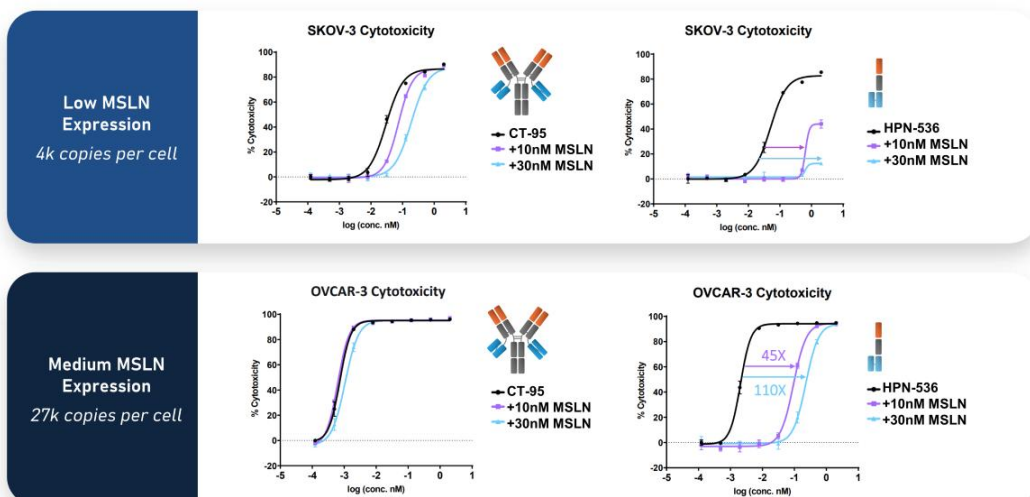 Low MSLN
Expression
4k copies per cell
SKOV-3 Cytotoxicity
% Cytotoxicity
100
80
60
40
20
0
-20
-5 -4 -3 -2 -1 0 1
log (conc. nM)
CT-95
+10nM MSLN
+30nM MSLN
SKOV-3 Cytotoxicity
% Cytotoxicity
100
80
60
40
20
0
-20
-5 -4 -3 -2 -1 0 1
log (conc. nM)
HPN-536
+10nM MSLN
+30nM MSLN
Medium MSLN
Expression
27k copies per cell
OVCAR-3 Cytotoxicity
% Cytotoxicity
100
80
60
40
20
0
-20
-5 -4 -3 -2 -1 0 1
log (conc. nM)
CT-95
+10nM MSLN
+30nM MSLN
OVCAR-3 Cytotoxicity
% Cytotoxicity
100
80
60
40
20
0
-20
45X
110X
-5 -4 -3 -2 -1 0 1
log (conc. nM)
HPN-536
+10nM MSLN
+30nM MSLN